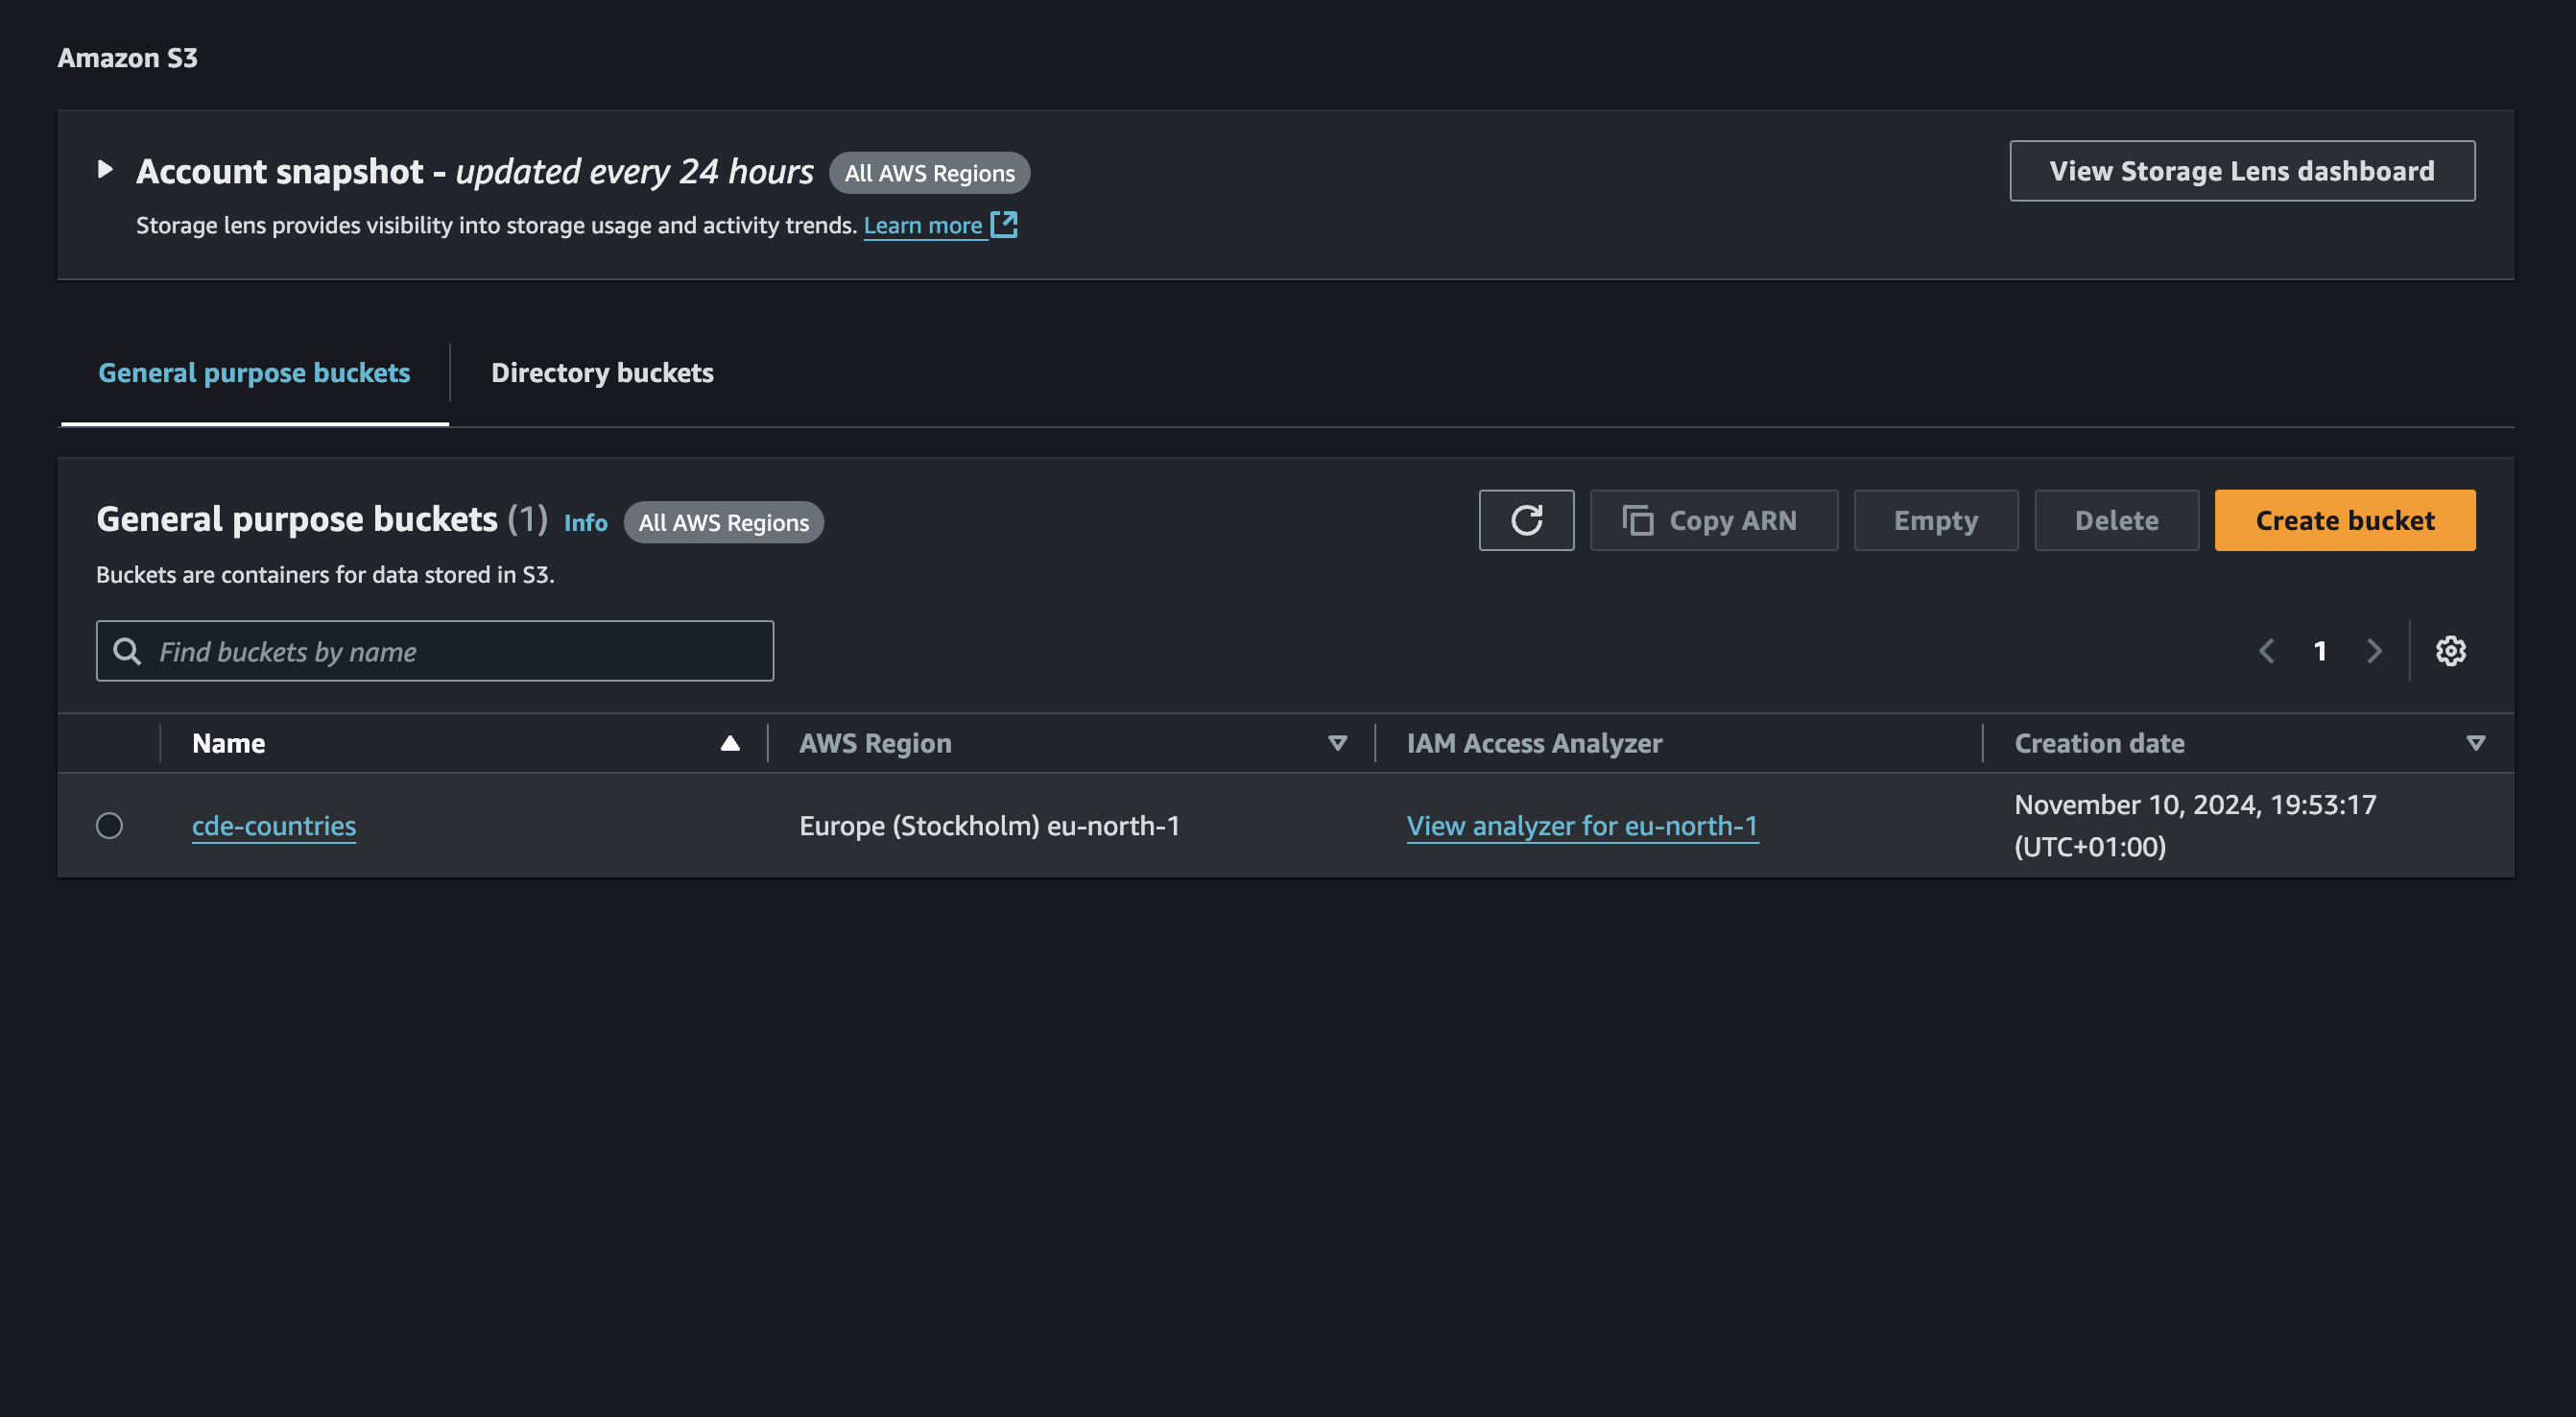 Amazon S3
Account snapshot - updated every 24 hours All AWS Regions
View Storage Lens dashboard
Storage lens provides visibility into storage usage and activity trends. Learn more
General purpose buckets
Directory buckets
General purpose buckets (1) Info All AWS Regions
Copy ARN
Empty
Delete
Create bucket
Buckets are containers for data stored in S3.
Find buckets by name
1
Name
AWS Region
IAM Access Analyzer
Creation date
cde-countries
Europe (Stockholm) eu-north-1
View analyzer for eu-north-1
November 10, 2024, 19:53:17
(UTC+01:00)